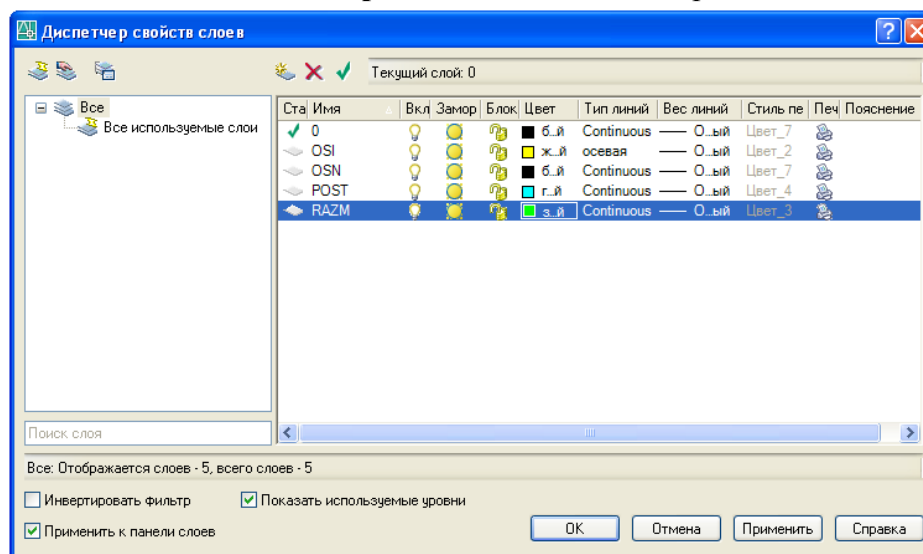 Диспетчер свойств слоев
Текущий слой: 0
Все
Все используемые слои
Ста Имя Вкл Замор Блок Цвет Тип линий Вес линий Стиль пе Печ Пояснение
0 б...й Continuous О...ый Цвет_7
OSI ж...й осевая О...ый Цвет_2
OSN б...й Continuous О...ый Цвет_7
POST г...й Continuous О...ый Цвет_4
RAZM з...й Continuous О...ый Цвет_3
Поиск слоя
Все: Отображается слоев - 5, всего слоев - 5
Инвертировать фильтр Показать используемые уровни
Применить к панели слоев
OK Отмена Применить Справка